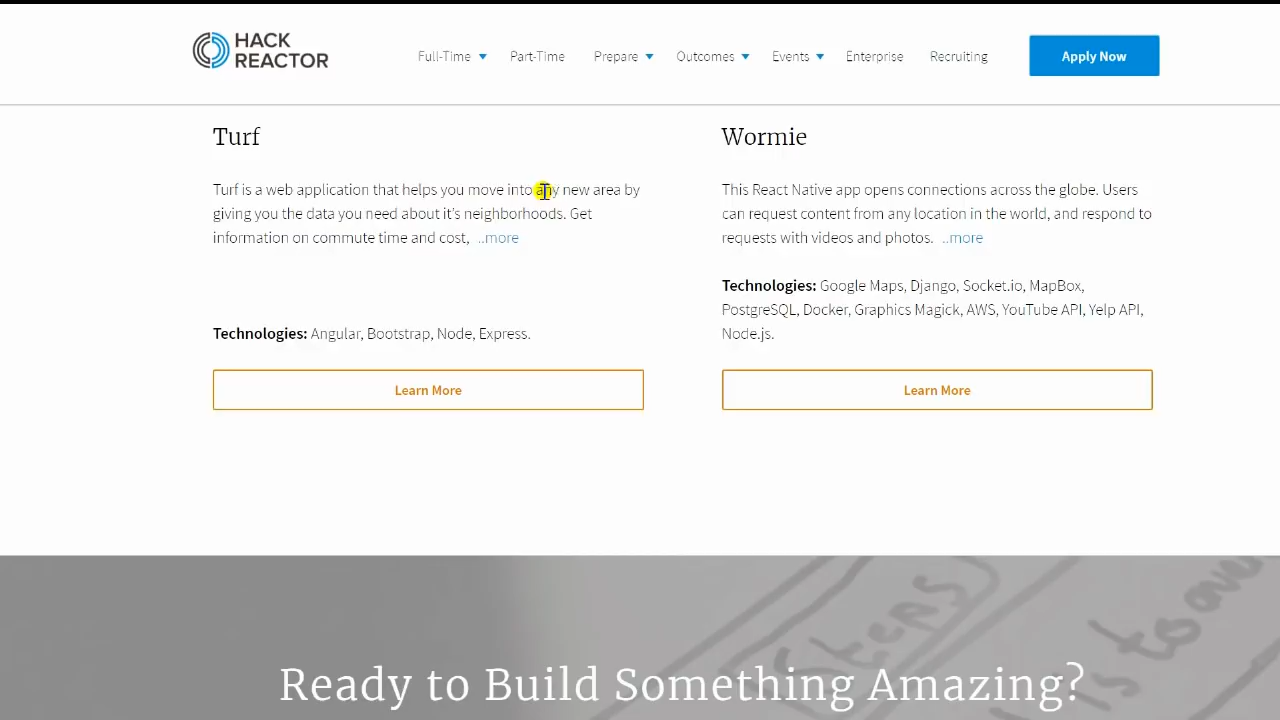 HACK
REACTOR
Full-Time Part-Time Prepare Outcomes Events Enterprise Recruiting Apply Now
Turf
Turf is a web application that helps you move into any new area by
giving you the data you need about it's neighborhoods. Get
information on commute time and cost, ..more
Technologies: Angular, Bootstrap, Node, Express.
Learn More
Wormie
This React Native app opens connections across the globe. Users
can request content from any location in the world, and respond to
requests with videos and photos. ..more
Technologies: Google Maps, Django, Socket.io, MapBox,
PostgreSQL, Docker, Graphics Magick, AWS, YouTube API, Yelp API,
Node.js.
Learn More
Ready to Build Something Amazing?